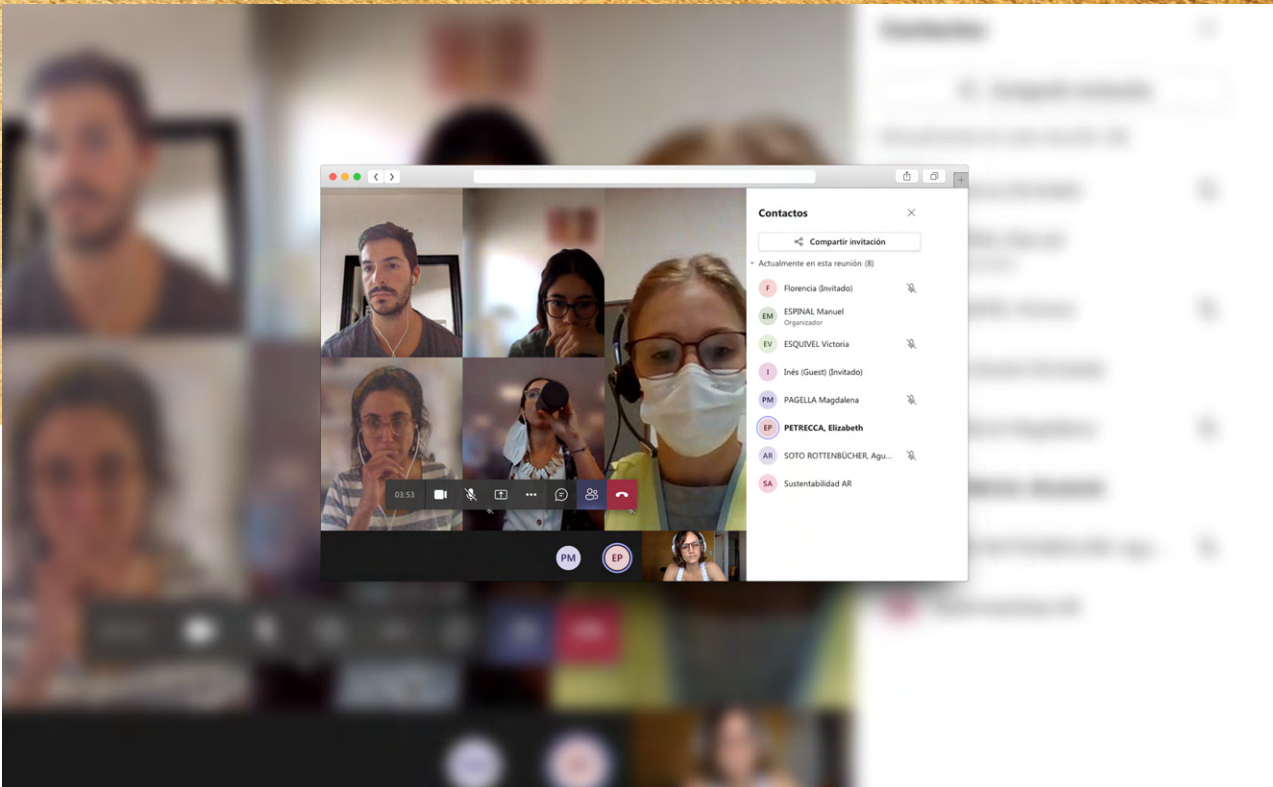 Contactos
Compartir invitación
Actualmente en esta reunión (8)
F Florencia (Invitado)
EM ESPINAL Manuel
Organizador
EV ESQUIVEL Victoria
I Inés (Guest) (Invitado)
PM PAGELLA Magdalena
EP PETRECCA, Elizabeth
AR SOTO ROTTENBÜCHER, Agu...
SA Sustentabilidad AR
03:53
PM EP